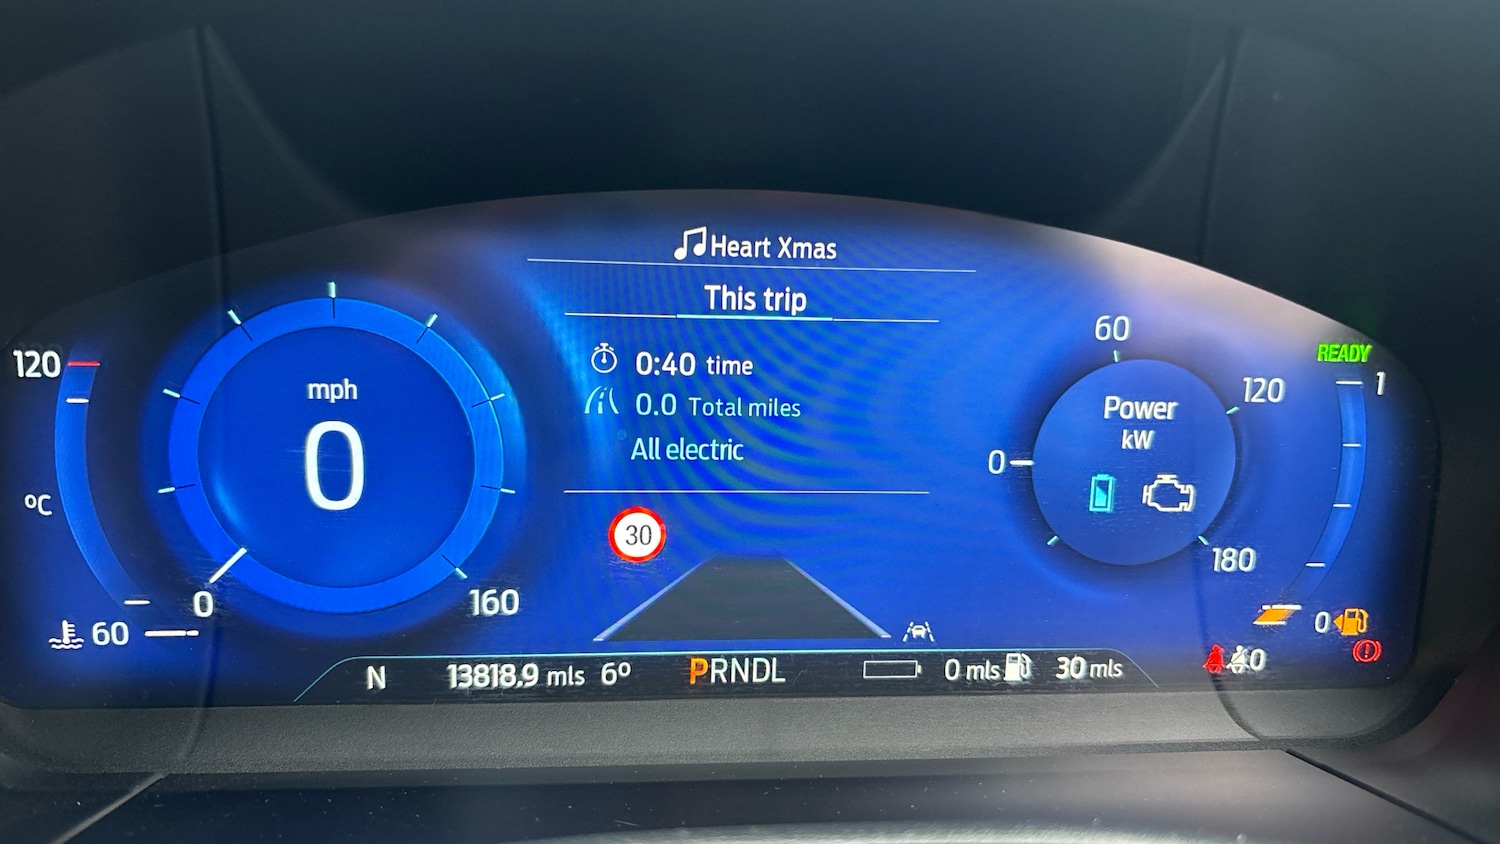 Heart Xmas
This trip
0:40 time
0.0 Total miles
All electric
30
120
°C
60
mph
0
0
160
60
0
120
180
Power
kW
READY
1
0
N 13818.9 mls 6° PRNDL 0 mls 30 mls